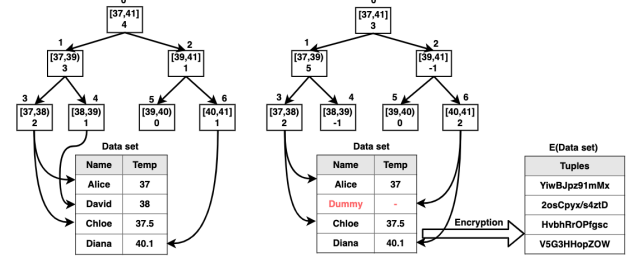 0
[37,41]
4
1
[37,39)
3
2
[39,41]
1
3
[37,38)
2
4
[38,39)
1
5
[39,40)
0
6
[40,41]
1
Data set
Name Temp
Alice 37
David 38
Chloe 37.5
Diana 40.1
0
[37,41]
3
1
[37,39)
5
2
[39,41]
-1
3
[37,38)
2
4
[38,39)
-1
5
[39,40)
0
6
[40,41]
2
Data set
Name Temp
Alice 37
Dummy -
Chloe 37.5
Diana 40.1
Encryption
E(Data set)
Tuples
YiwBJpz91mMx
2osCpyx/s4ztD
HvbhRrOPfgsc
V5G3HHopZOW